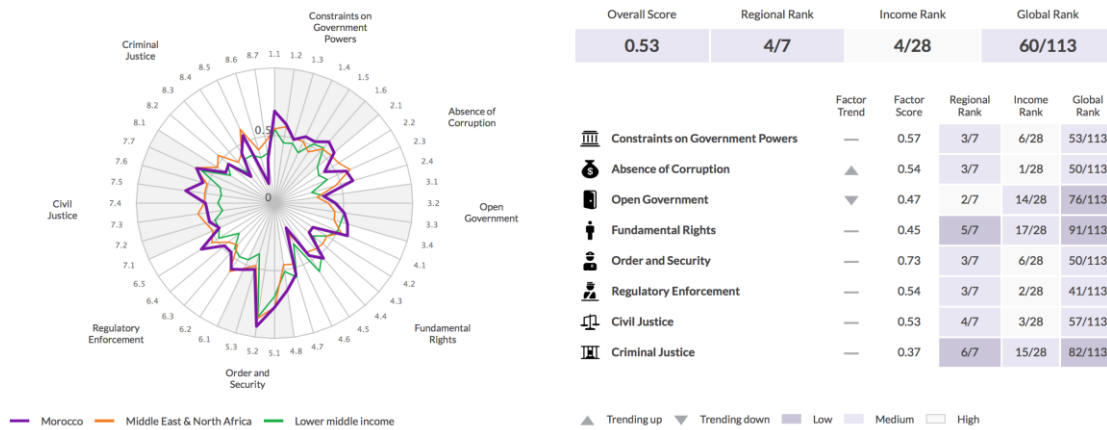 Constraints on
Government
Powers
Criminal
Justice
Absence of
Corruption
Civil
Justice
Open
Government
Regulatory
Enforcement
Fundamental
Rights
Order and
Security
1.1
1.2
1.3
1.4
1.5
1.6
2.1
2.2
2.3
2.4
3.1
3.2
3.3
3.4
4.1
4.2
4.3
4.4
4.5
4.6
4.7
4.8
5.1
5.2
5.3
6.1
6.2
6.3
6.4
6.5
7.1
7.2
7.3
7.4
7.5
7.6
7.7
8.1
8.2
8.3
8.4
8.5
8.6
8.7
0.5
0
Morocco Middle East & North Africa Lower middle income
Overall Score Regional Rank Income Rank Global Rank
0.53 4/7 4/28 60/113
Factor Factor Regional Income Global
Trend Score Rank Rank Rank
Constraints on Government Powers — 0.57 3/7 6/28 53/113
Absence of Corruption 0.54 3/7 1/28 50/113
Open Government 0.47 2/7 14/28 76/113
Fundamental Rights — 0.45 5/7 17/28 91/113
Order and Security — 0.73 3/7 6/28 50/113
Regulatory Enforcement — 0.54 3/7 2/28 41/113
Civil Justice — 0.53 4/7 3/28 57/113
Criminal Justice — 0.37 6/7 15/28 82/113
Trending up Trending down Low Medium High